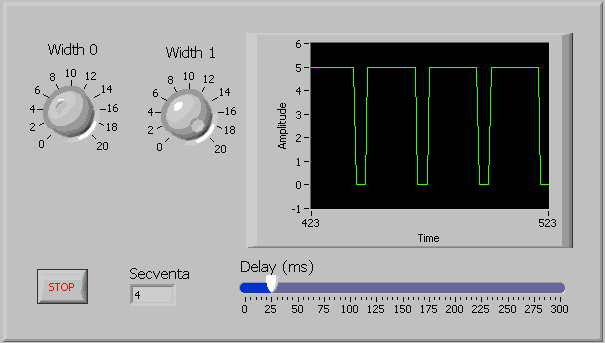 Width 0
0 2 4 6 8 10 12 14 16 18 20
Width 1
0 2 4 6 8 10 12 14 16 18 20
Amplitude
6
5
4
3
2
1
0
-1
423 523
Time
STOP
Secventa
4
Delay (ms)
0 25 50 75 100 125 150 175 200 225 250 275 300